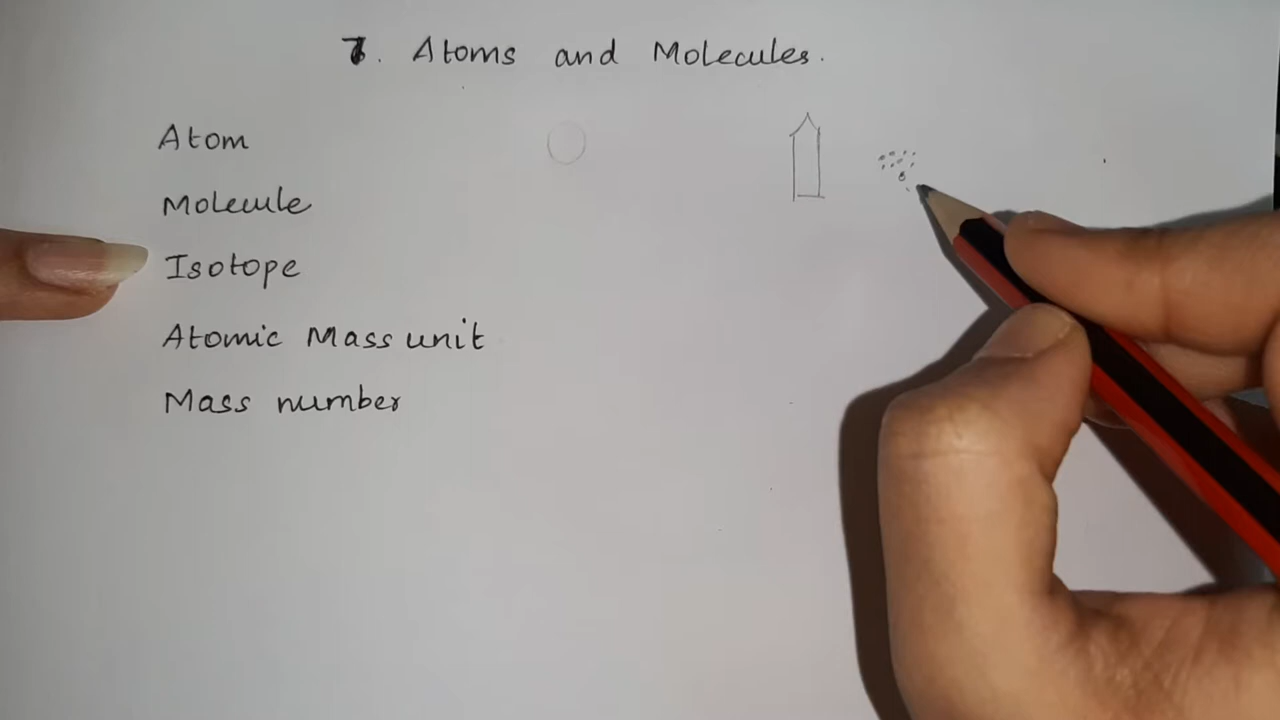 7. Atoms and Molecules.
Atom
Molecule
Isotope
Atomic Mass unit
Mass number